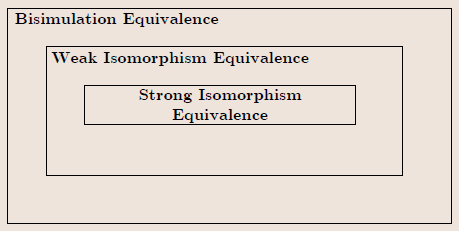 Bisimulation Equivalence
Weak Isomorphism Equivalence
Strong Isomorphism
Equivalence